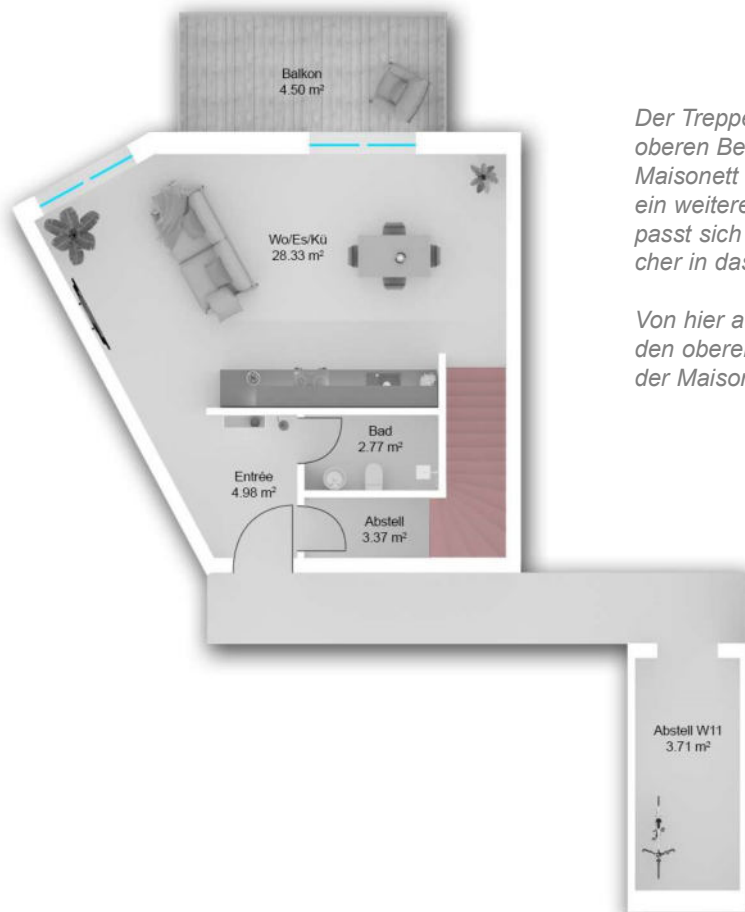 Balkon
4.50 m²
Der Treppe
oberen Be
Maisonett
ein weitere
passt sich
cher in das
Von hier a
den oberer
der Maison
Wo/Es/Kü
28.33 m²
Bad
2.77 m²
Entrée
4.98 m²
Abstell
3.37 m²
Abstell W11
3.71 m²